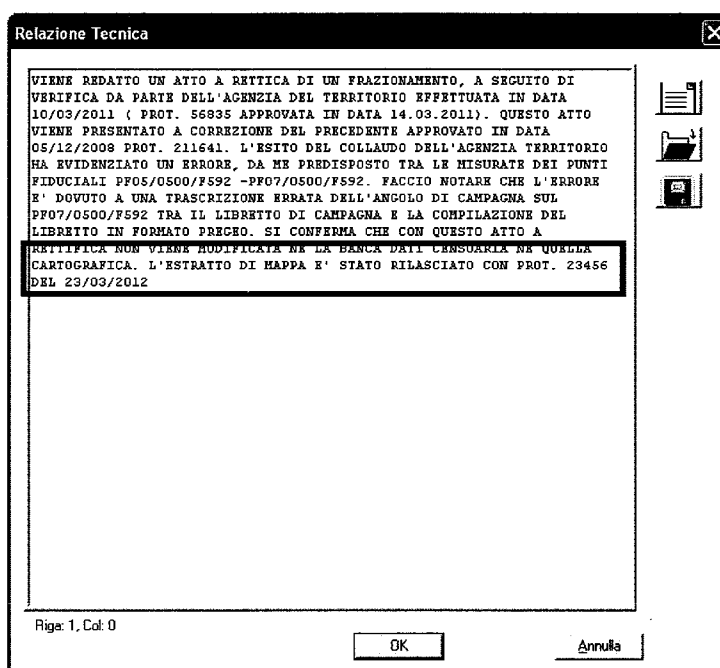 Relazione Tecnica
VIENE REDATTO UN ATTO A RETTICA DI UN FRAZIONAMENTO, A SEGUITO DI
VERIFICA DA PARTE DELL'AGENZIA DEL TERRITORIO EFFETTUATA IN DATA
10/03/2011 ( PROT. 56835 APPROVATA IN DATA 14.03.2011). QUESTO ATTO
VIENE PRESENTATO A CORREZIONE DEL PRECEDENTE APPROVATO IN DATA
05/12/2008 PROT. 211641. L'ESITO DEL COLLAUDO DELL'AGENZIA TERRITORIO
HA EVIDENZIATO UN ERRORE, DA ME PREDISPOSTO TRA LE MISURATE DEI PUNTI
FIDUCIALI PF05/0500/F592 -PF07/0500/F592. FACCIO NOTARE CHE L'ERRORE
E' DOVUTO A UNA TRASCRIZIONE ERRATA DELL'ANGOLO DI CAMPAGNA SUL
PF07/0500/F592 TRA IL LIBRETTO DI CAMPAGNA E LA COMPILAZIONE DEL
LIBRETTO IN FORMATO PREGEO. SI CONFERMA CHE CON QUESTO ATTO A
RETTIFICA NON VIENE MODIFICATA NE LA BANCA DATI CENSUARIA NE QUELLA
CARTOGRAFICA. L'ESTRATTO DI MAPPA E' STATO RILASCIATO CON PROT. 23456
DEL 23/03/2012
Riga: 1, Col: 0
OK
Annulla